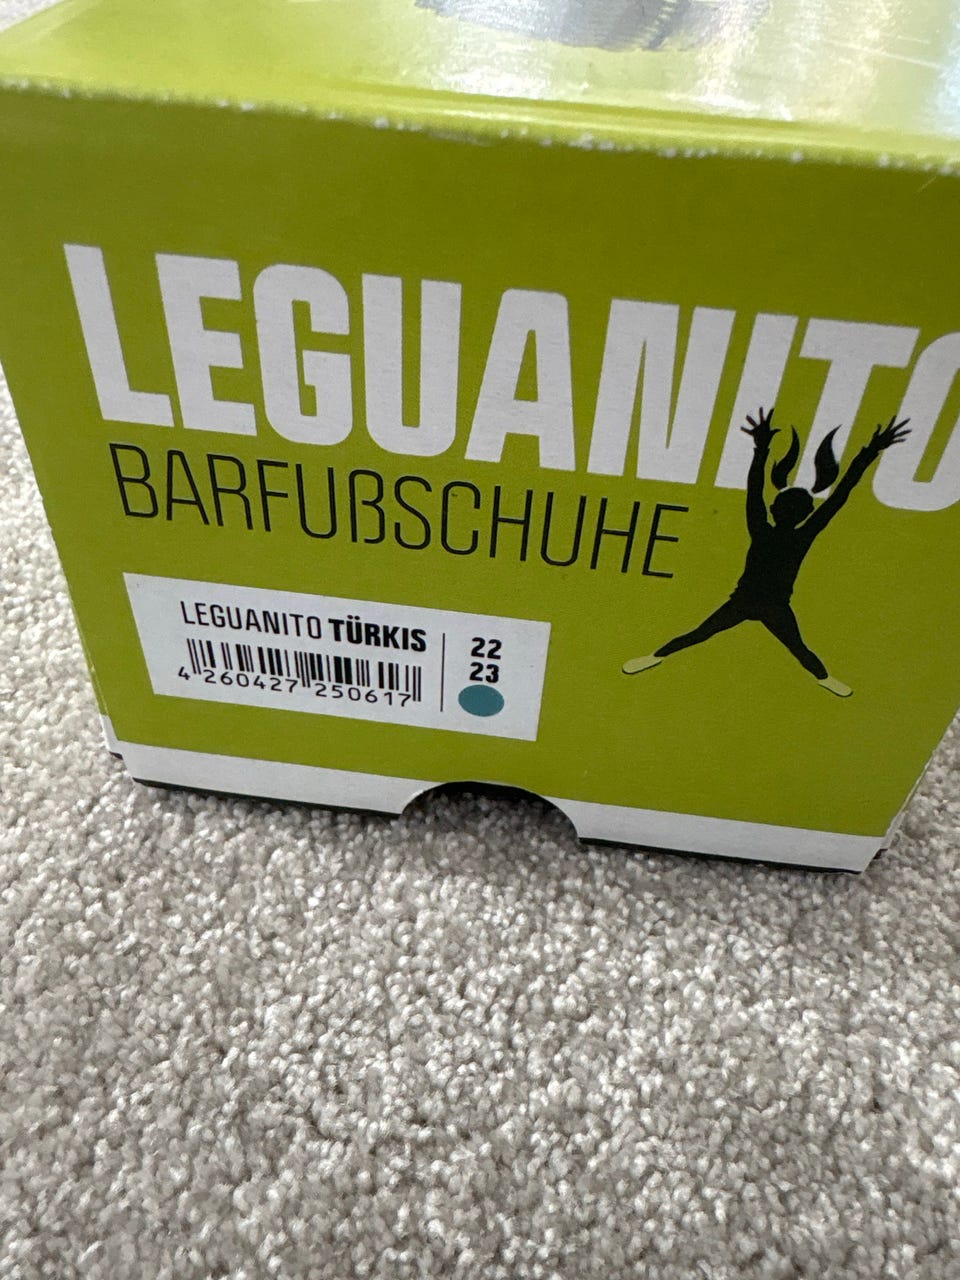 LEGUANITO
BARFUßSCHUHE
LEGUANITO TÜRKIS
4 260427 250617
22
23